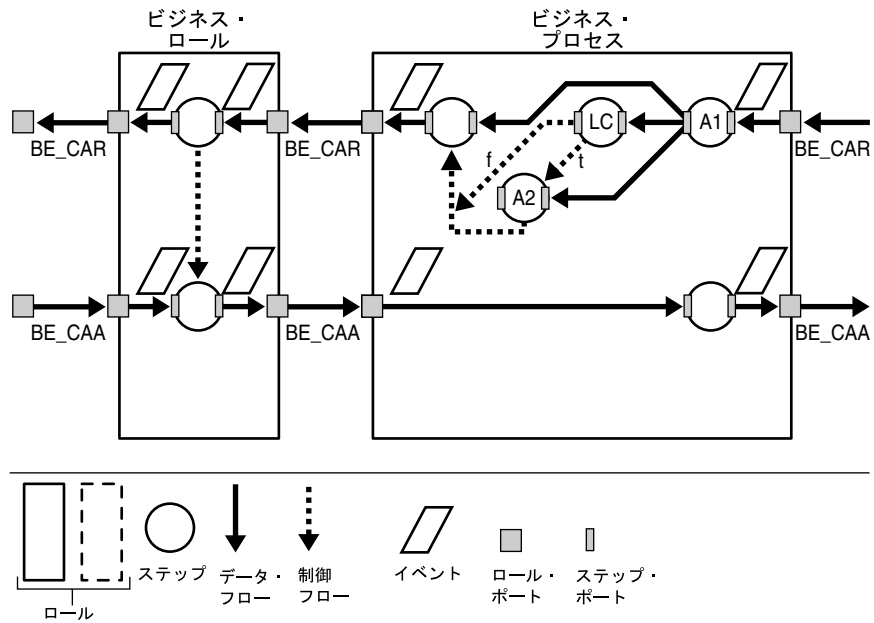 ビジネス・
ロール
ビジネス・
プロセス
LC
A1
BE_CAR
BE_CAR
BE_CAR
f
t
A2
BE_CAA
BE_CAA
BE_CAA
ステップ
データ・
フロー
制御
フロー
イベント
ロール・
ポート
ステップ・
ポート
ロール